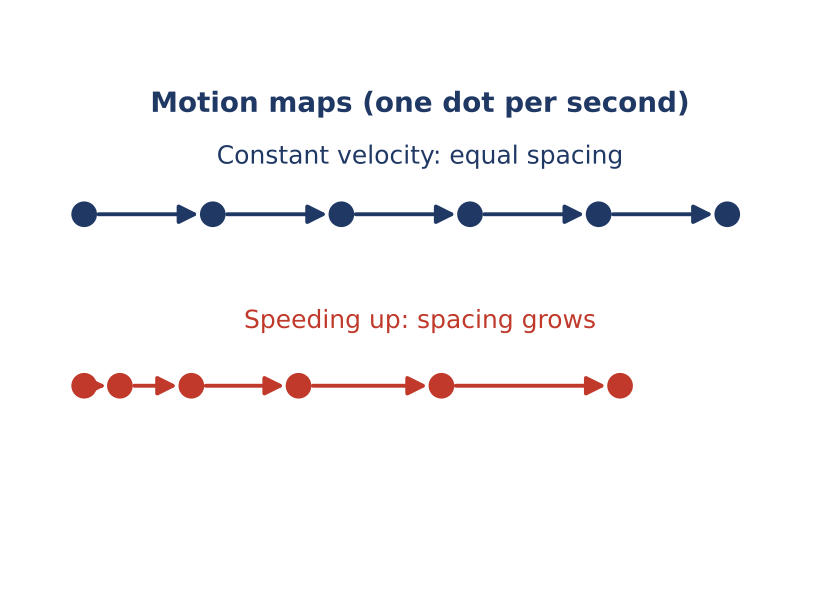 Motion maps (one dot per second)
Constant velocity: equal spacing
Speeding up: spacing grows